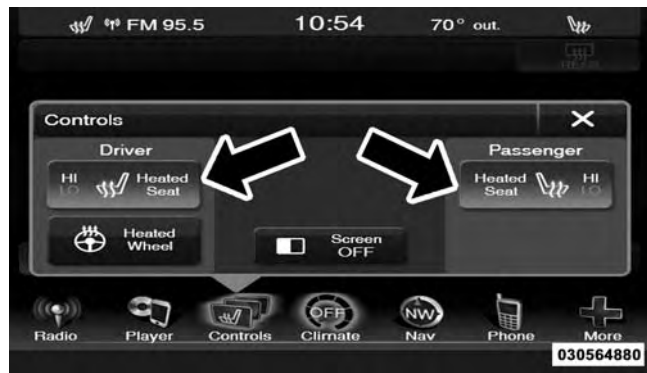 FM 95.5 10:54 70° out.
Controls
Driver Passenger
HI LO Heated Seat
Heated Seat HI LO
Heated Wheel
Screen OFF
OFF NW
Radio Player Controls Climate Nav Phone More
030564880